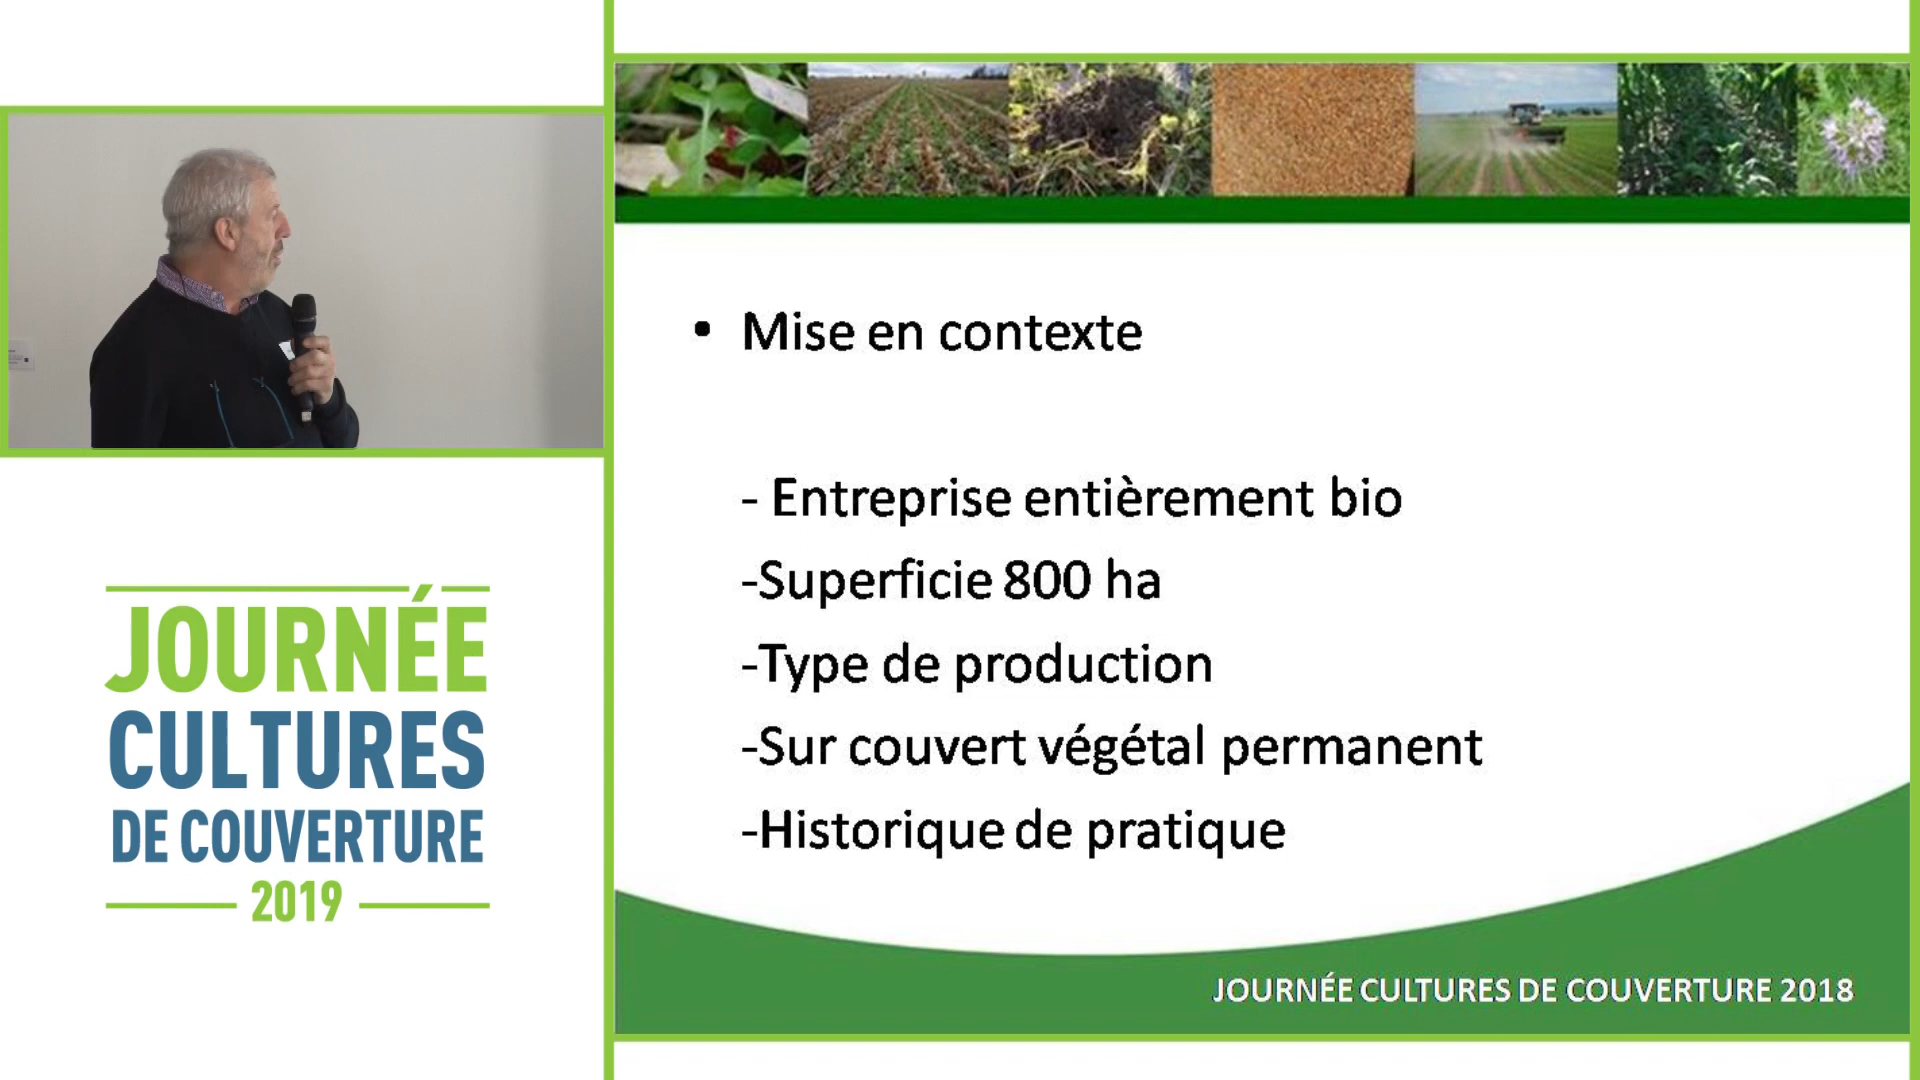 JOURNÉE
CULTURES
DE COUVERTURE
2019
• Mise en contexte
- Entreprise entièrement bio
-Superficie 800 ha
-Type de production
-Sur couvert végétal permanent
-Historique de pratique
JOURNÉE CULTURES DE COUVERTURE 2018